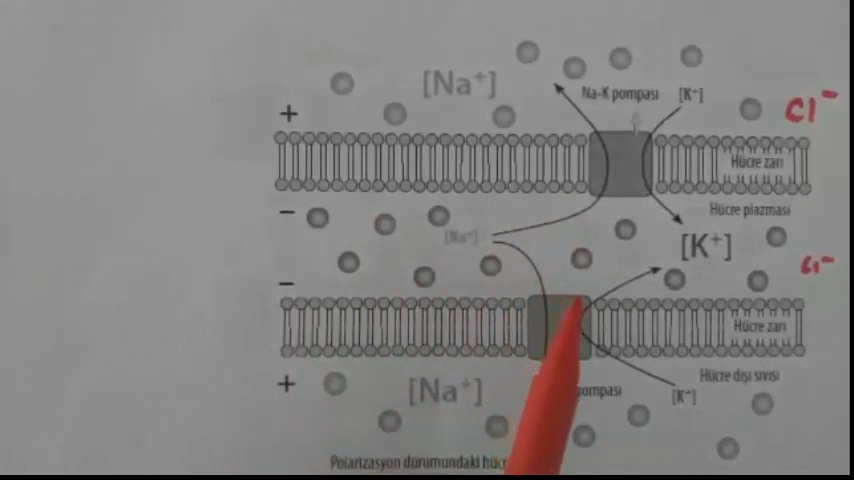 [Na⁺]
Na-K pompası
[K⁺]
Cl⁻
+
Hücre zarı
−
Hücre plazması
[Na⁺]
[K⁺]
Cl⁻
−
Hücre zarı
+
[Na⁺]
pompası
[K⁺]
Hücre dışı sıvısı
Polarizasyon durumundaki